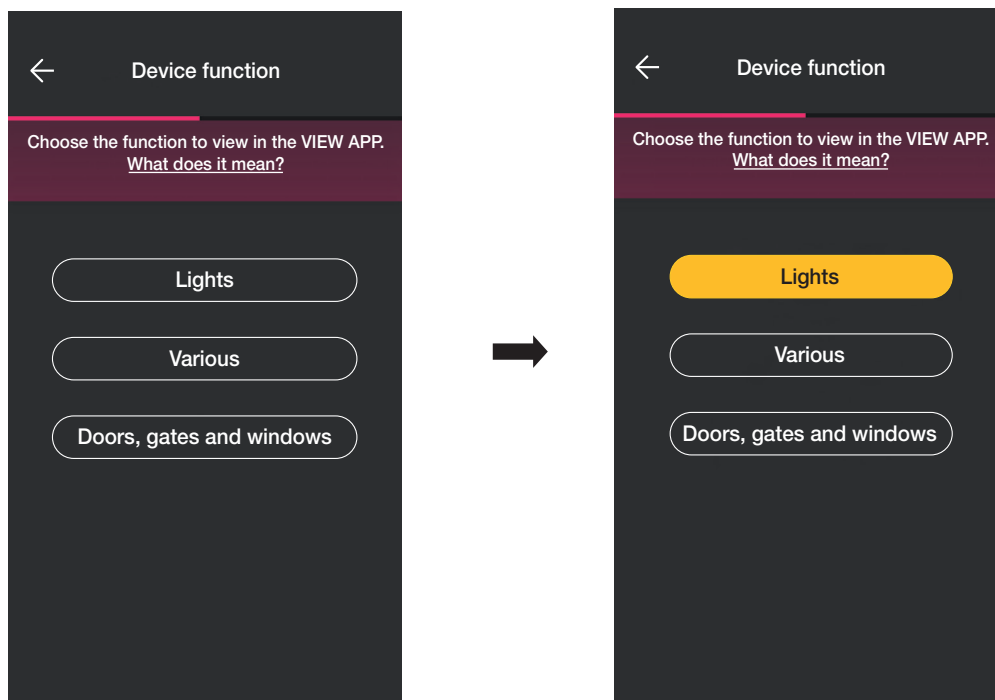 Device function
Choose the function to view in the VIEW APP.
What does it mean?
Lights
Various
Doors, gates and windows
Device function
Choose the function to view in the VIEW APP.
What does it mean?
Lights
Various
Doors, gates and windows